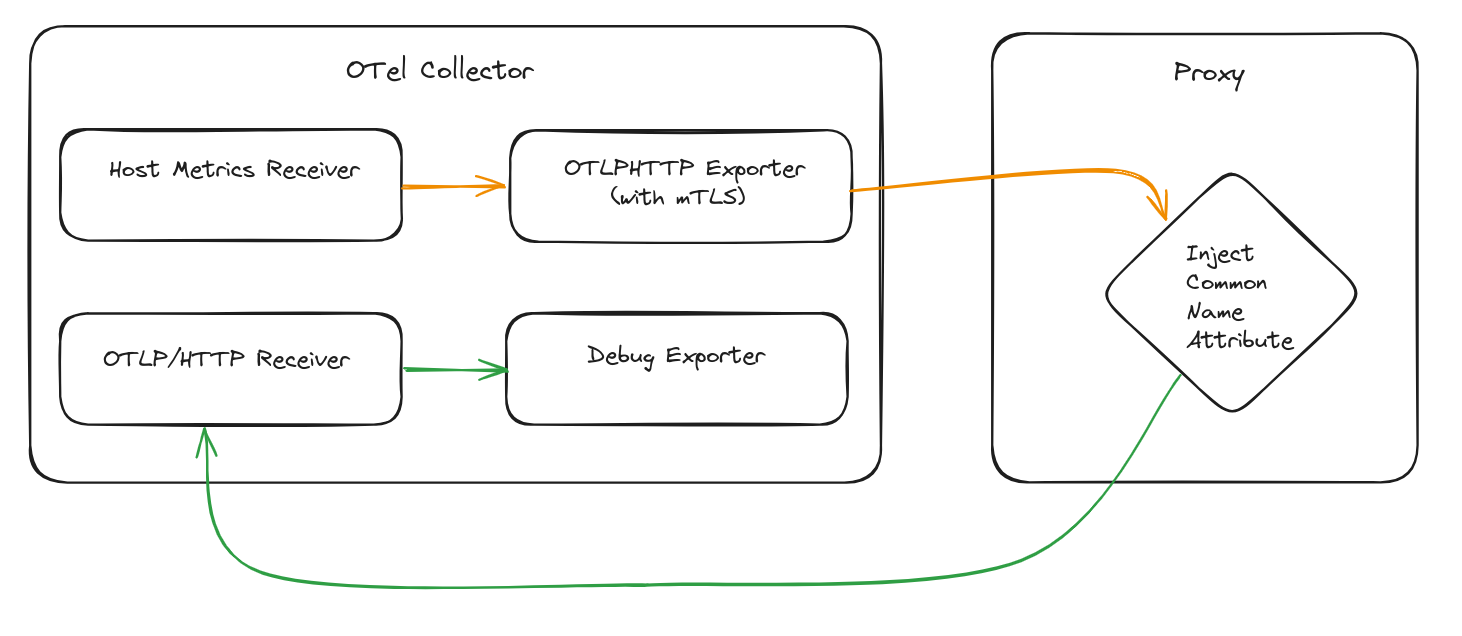 OTel Collector
Host Metrics Receiver
OTLPHTTP Exporter
(with mTLS)
OTLP/HTTP Receiver
Debug Exporter
Proxy
Inject
Common
Name
Attribute